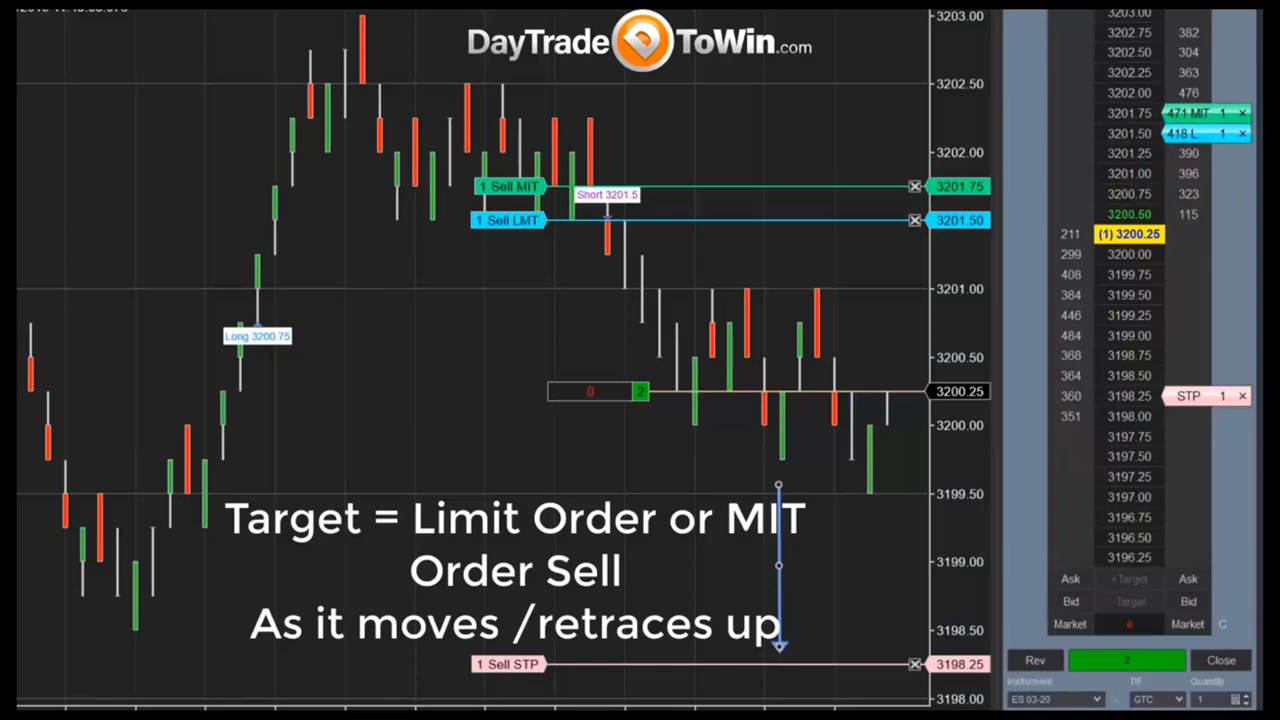 DayTradeToWin.com
3203.00
3202.50
3202.00
1 Sell MIT 3201.75
Short 3201.5
1 Sell LMT 3201.50
3201.00
Long 3200.75
3200.50
0 2 3200.25
3200.00
3199.50
Target = Limit Order or MIT
Order Sell
As it moves /retraces up
3199.00
3198.50
1 Sell STP 3198.25
3198.00
3203.00
3202.75 382
3202.50 304
3202.25 363
3202.00 476
3201.75 471 MIT 1 ×
3201.50 418 L... 1 ×
3201.25 390
3201.00 396
3200.75 323
3200.50 115
211 (1) 3200.25
299 3200.00
408 3199.75
384 3199.50
446 3199.25
484 3199.00
368 3198.75
364 3198.50
360 3198.25 STP 1 ×
351 3198.00
3197.75
3197.50
3197.25
3197.00
3196.75
3196.50
3196.25
Ask +Target Ask
Bid -Target Bid
Market 0 Market C
Rev 2 Close
Instrument TIF Quantity
ES 03-20 GTC 1